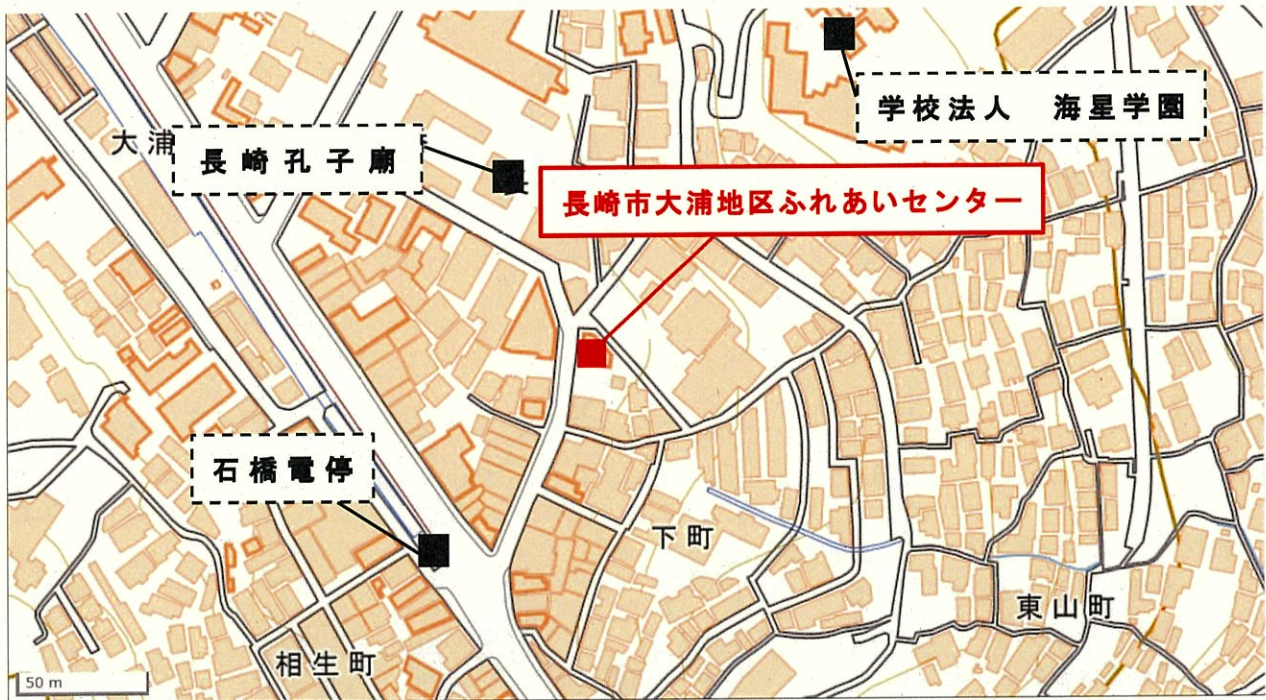 学校法人 海星学園
大浦
長崎孔子廟
長崎市大浦地区ふれあいセンター
石橋電停
下町
東山町
相生町
50 m